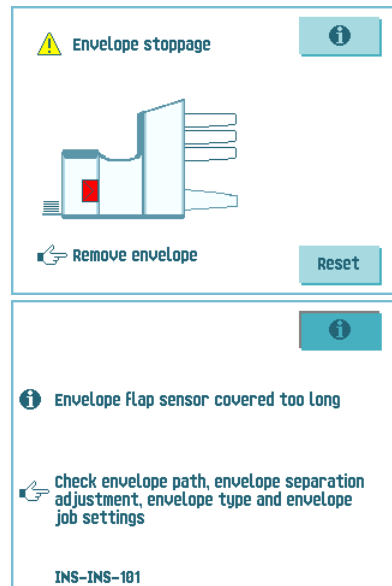 Envelope stoppage
Remove envelope
Reset
Envelope flap sensor covered too long
Check envelope path, envelope separation
adjustment, envelope type and envelope
job settings
INS-INS-101